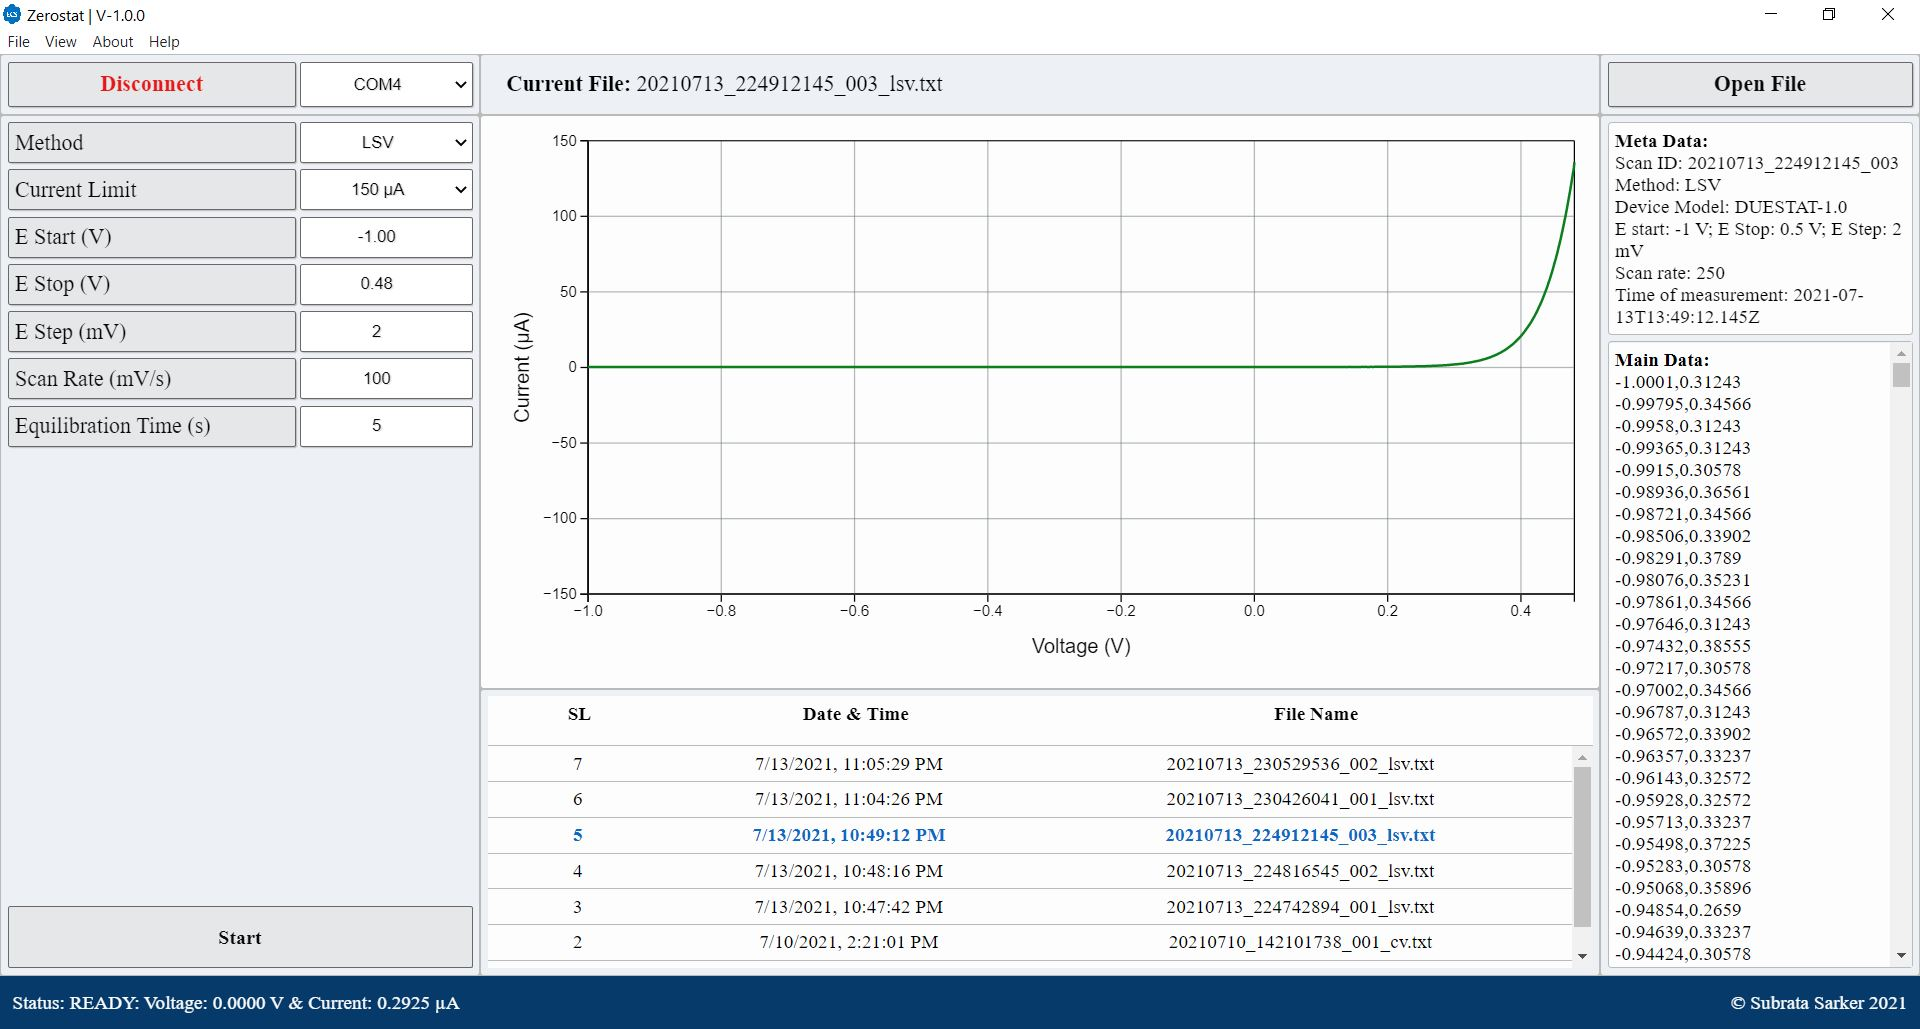 Zerostat | V-1.0.0
File View About Help
Disconnect COM4
Current File: 20210713_224912145_003_lsv.txt
Open File
Method LSV
Current Limit 150 µA
E Start (V) -1.00
E Stop (V) 0.48
E Step (mV) 2
Scan Rate (mV/s) 100
Equilibration Time (s) 5
Start
150
100
50
0
−50
−100
−150
Current (µA)
−1.0 −0.8 −0.6 −0.4 −0.2 0.0 0.2 0.4
Voltage (V)
SL Date & Time File Name
7 7/13/2021, 11:05:29 PM 20210713_230529536_002_lsv.txt
6 7/13/2021, 11:04:26 PM 20210713_230426041_001_lsv.txt
5 7/13/2021, 10:49:12 PM 20210713_224912145_003_lsv.txt
4 7/13/2021, 10:48:16 PM 20210713_224816545_002_lsv.txt
3 7/13/2021, 10:47:42 PM 20210713_224742894_001_lsv.txt
2 7/10/2021, 2:21:01 PM 20210710_142101738_001_cv.txt
Meta Data:
Scan ID: 20210713_224912145_003
Method: LSV
Device Model: DUESTAT-1.0
E start: -1 V; E Stop: 0.5 V; E Step: 2
mV
Scan rate: 250
Time of measurement: 2021-07-
13T13:49:12.145Z
Main Data:
-1.0001,0.31243
-0.99795,0.34566
-0.9958,0.31243
-0.99365,0.31243
-0.9915,0.30578
-0.98936,0.36561
-0.98721,0.34566
-0.98506,0.33902
-0.98291,0.3789
-0.98076,0.35231
-0.97861,0.34566
-0.97646,0.31243
-0.97432,0.38555
-0.97217,0.30578
-0.97002,0.34566
-0.96787,0.31243
-0.96572,0.33902
-0.96357,0.33237
-0.96143,0.32572
-0.95928,0.32572
-0.95713,0.33237
-0.95498,0.37225
-0.95283,0.30578
-0.95068,0.35896
-0.94854,0.2659
-0.94639,0.33237
-0.94424,0.30578
Status: READY: Voltage: 0.0000 V & Current: 0.2925 µA
© Subrata Sarker 2021